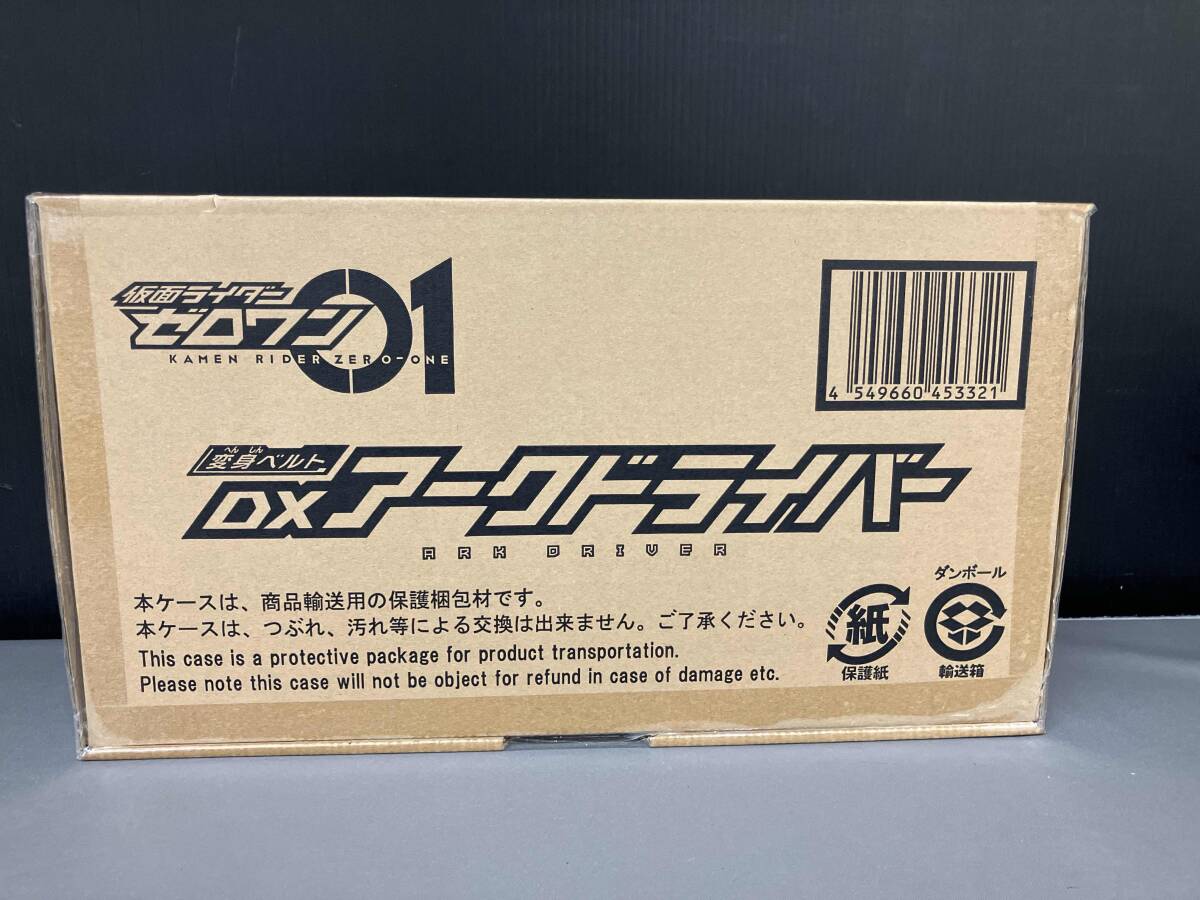 仮面ライダー
ゼロワン
01
KAMEN RIDER ZERO-ONE
4 549660 453321
へん しん
変身ベルト
DXアークドライバー
ARK DRIVER
本ケースは、商品輸送用の保護梱包材です。
本ケースは、つぶれ、汚れ等による交換は出来ません。ご了承ください。
This case is a protective package for product transportation.
Please note this case will not be object for refund in case of damage etc.
紙
保護紙
ダンボール
輸送箱